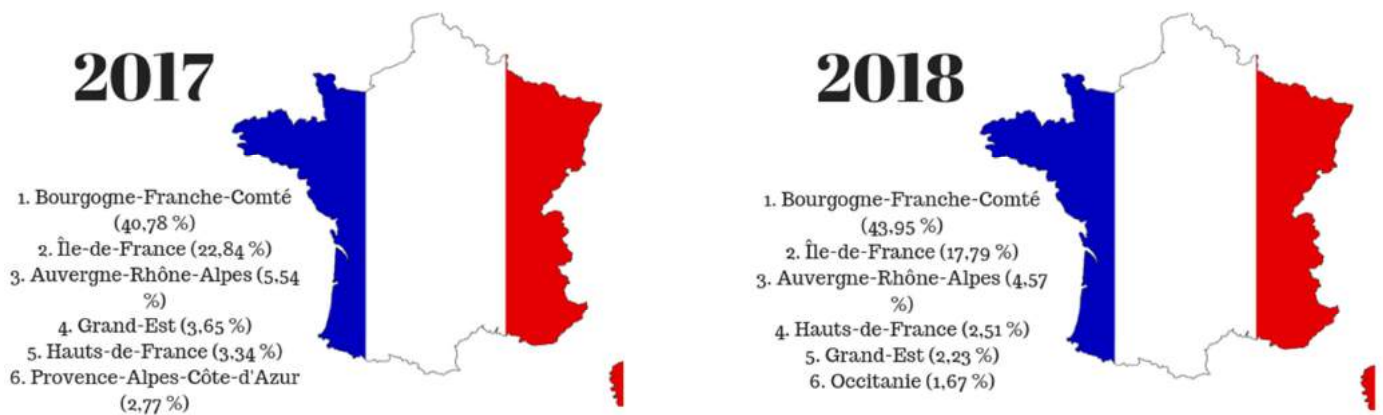 2017
1. Bourgogne-Franche-Comté
(40,78 %)
2. Île-de-France (22,84 %)
3. Auvergne-Rhône-Alpes (5,54
%)
4. Grand-Est (3,65 %)
5. Hauts-de-France (3,34 %)
6. Provence-Alpes-Côte-d'Azur
(2,77 %)
2018
1. Bourgogne-Franche-Comté
(43,95 %)
2. Île-de-France (17,79 %)
3. Auvergne-Rhône-Alpes (4,57
%)
4. Hauts-de-France (2,51 %)
5. Grand-Est (2,23 %)
6. Occitanie (1,67 %)